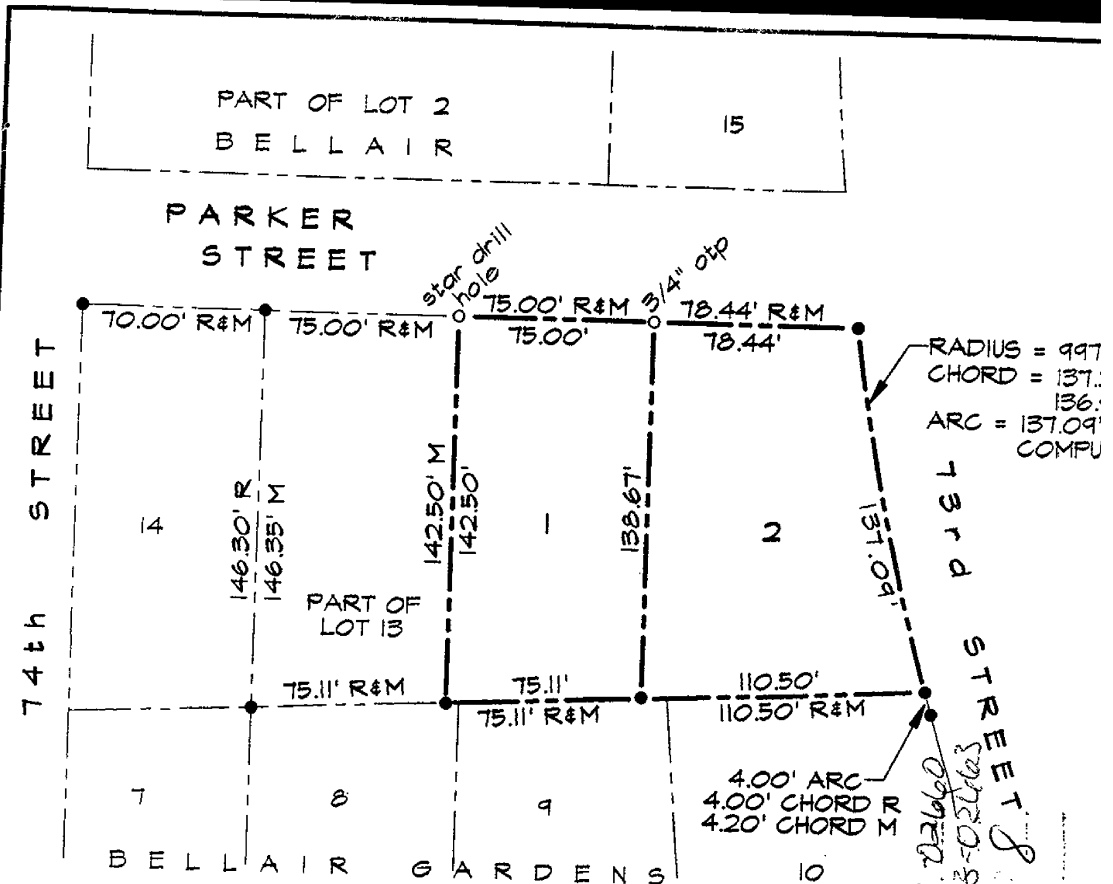 PART OF LOT 2
BELLAIR
15
PARKER
STREET
star drill
hole
3/4" otp
70.00' R&M
75.00' R&M
75.00' R&M
75.00'
78.44' R&M
78.44'
RADIUS = 997
CHORD = 137.
136.
ARC = 137.09'
COMPU
74th STREET
14
146.30' R
146.35' M
PART OF
LOT 13
142.50' M
142.50'
1
138.67'
2
137.09'
73rd STREET
75.11' R&M
75.11'
75.11' R&M
110.50'
110.50' R&M
4.00' ARC
4.00' CHORD R
4.20' CHORD M
7
8
9
10
BELLAIR GARDENS